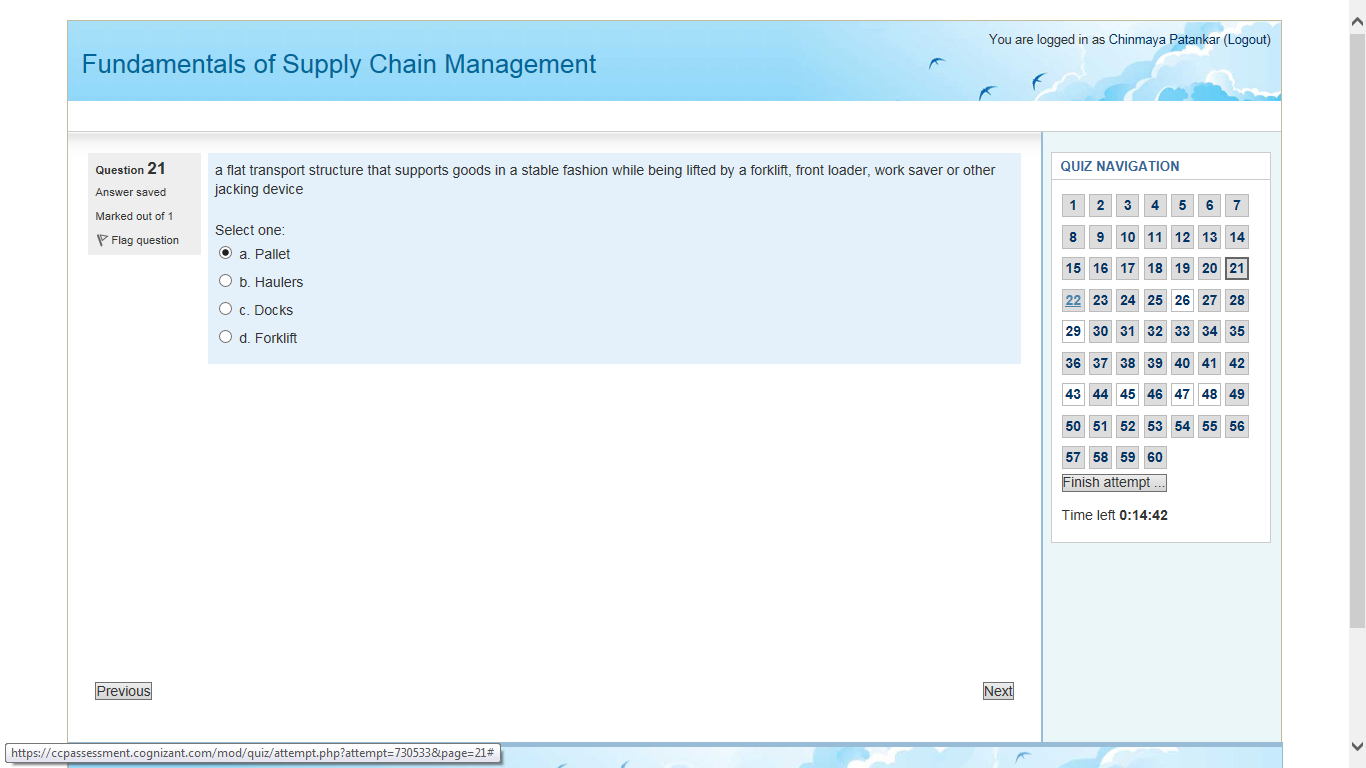 You are logged in as Chinmaya Patankar (Logout)
Fundamentals of Supply Chain Management
Question 21
Answer saved
Marked out of 1
Flag question
a flat transport structure that supports goods in a stable fashion while being lifted by a forklift, front loader, work saver or other
jacking device
Select one:
a. Pallet
b. Haulers
c. Docks
d. Forklift
Previous
Next
QUIZ NAVIGATION
1 2 3 4 5 6 7
8 9 10 11 12 13 14
15 16 17 18 19 20 21
22 23 24 25 26 27 28
29 30 31 32 33 34 35
36 37 38 39 40 41 42
43 44 45 46 47 48 49
50 51 52 53 54 55 56
57 58 59 60
Finish attempt ...
Time left 0:14:42
https://ccpassessment.cognizant.com/mod/quiz/attempt.php?attempt=730533&page=21#